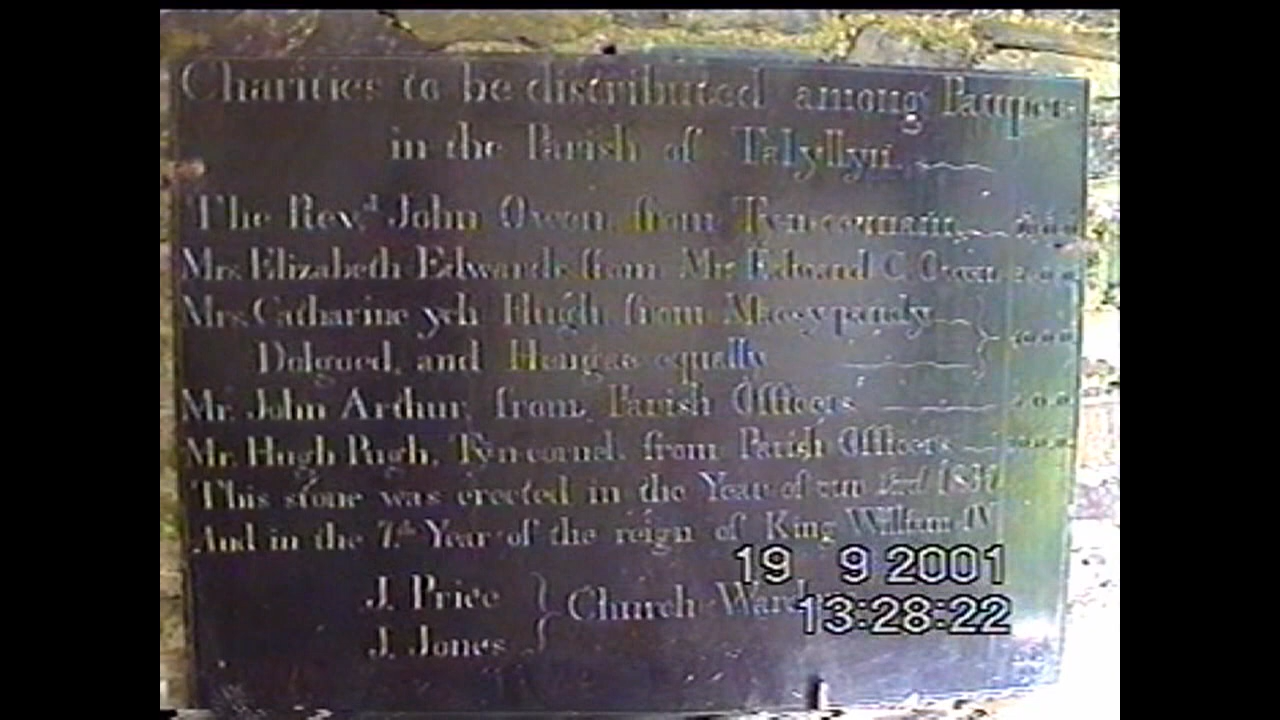 Charities to be distributed among Paupers
in the Parish of Talyllyn.
The Revd. John Owen, from
Mrs. Elizabeth Edwards from Mr. Edward C. Owen
Mrs. Catharine ych Hugh from Maesypandy
Dolgoed, and Hengae equally
Mr. John Arthur, from, Parish Officers
Mr. Hugh Pugh, Tyn-cornel, from Parish Officers
This stone was erected in the Year of our Lord
And in the 7th Year of the reign of King William IV
J. Price } Church
J. Jones
19 9 2001
13:28:22